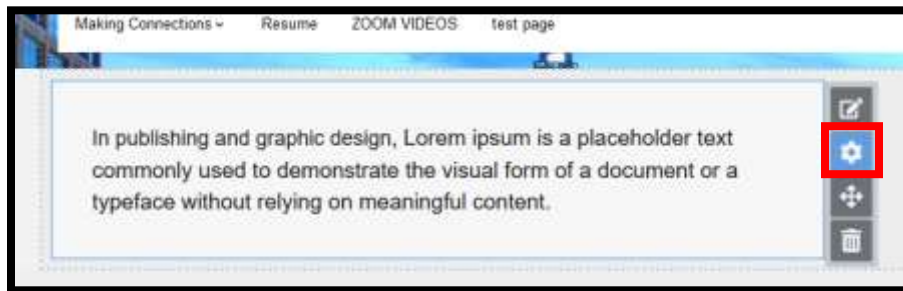 Making Connections Resume ZOOM VIDEOS test page
In publishing and graphic design, Lorem ipsum is a placeholder text
commonly used to demonstrate the visual form of a document or a
typeface without relying on meaningful content.